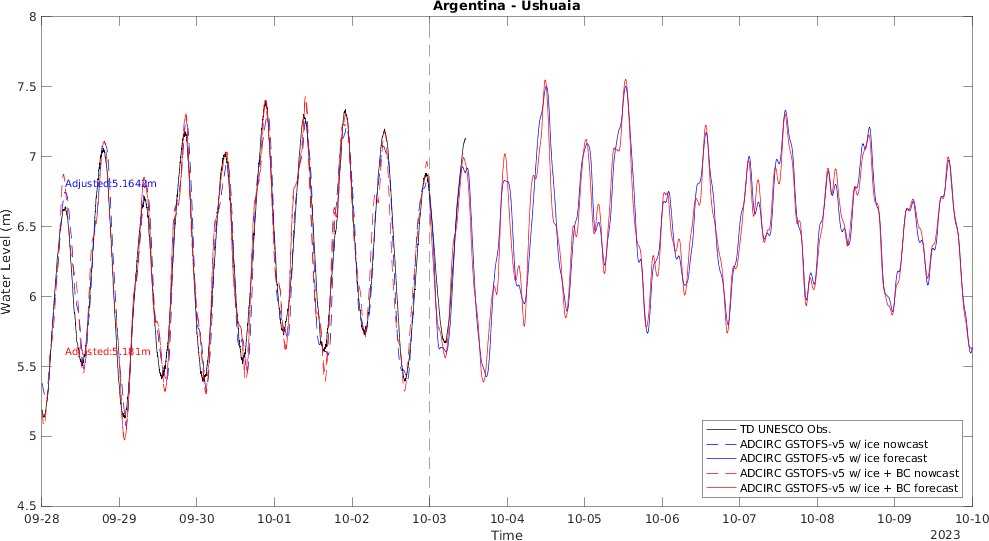 Argentina - Ushuaia
8
7.5
7
6.5
6
5.5
5
4.5
Water Level (m)
Adjusted:5.1642m
Adjusted:5.181m
TD UNESCO Obs.
ADCIRC GSTOFS-v5 w/ ice nowcast
ADCIRC GSTOFS-v5 w/ ice forecast
ADCIRC GSTOFS-v5 w/ ice + BC nowcast
ADCIRC GSTOFS-v5 w/ ice + BC forecast
09-28 09-29 09-30 10-01 10-02 10-03 10-04 10-05 10-06 10-07 10-08 10-09 10-10
Time
2023